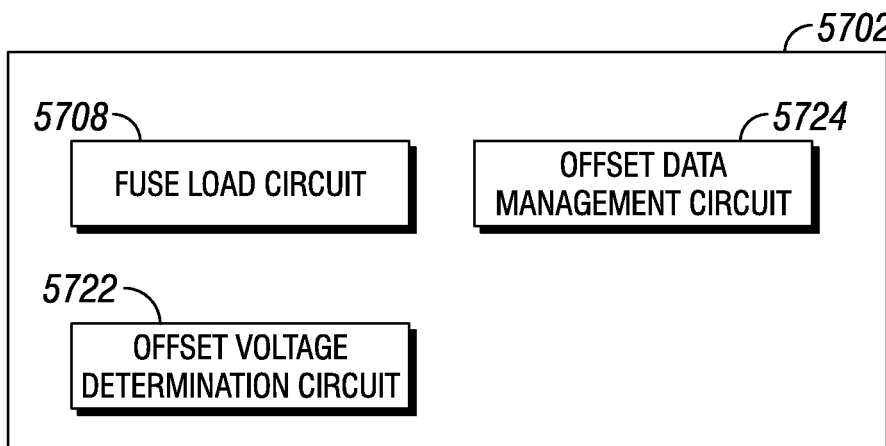 5702
5708
FUSE LOAD CIRCUIT
5724
OFFSET DATA
MANAGEMENT CIRCUIT
5722
OFFSET VOLTAGE
DETERMINATION CIRCUIT